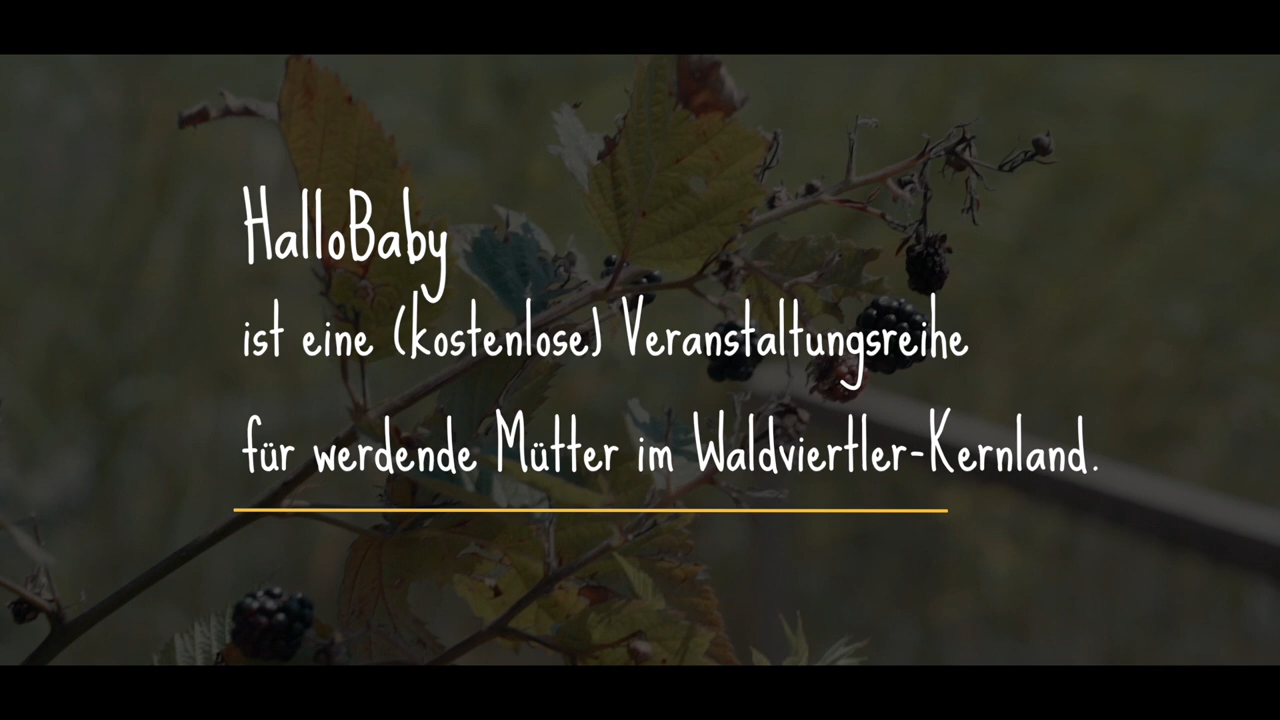 HalloBaby
ist eine (kostenlose) Veranstaltungsreihe
für werdende Mütter im Waldviertler-Kernland.